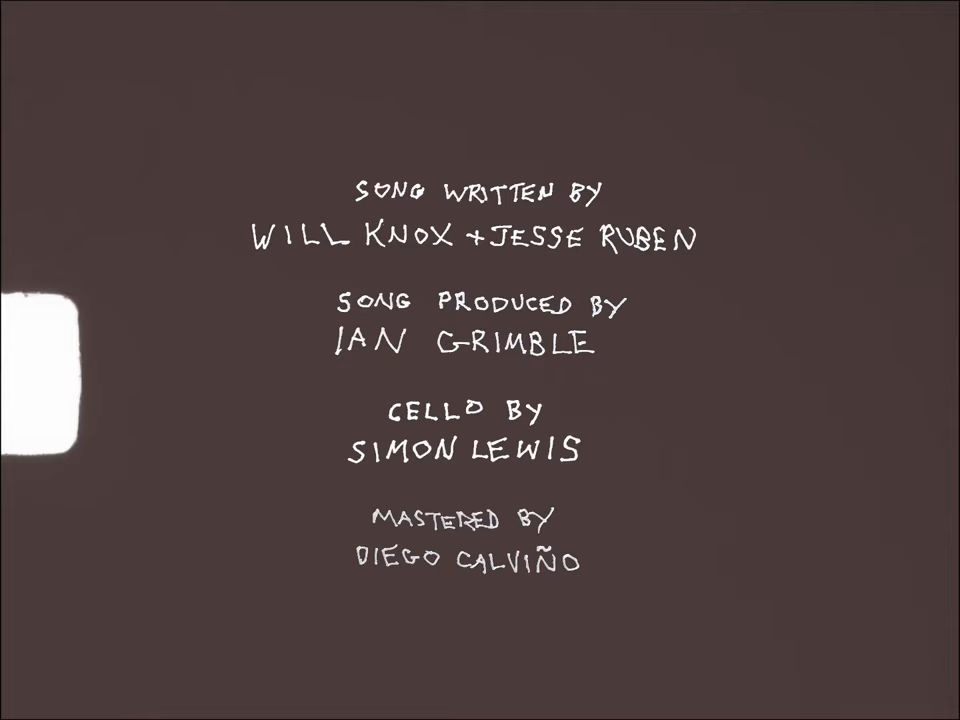 SONG WRITTEN BY
WILL KNOX + JESSE RUBEN
SONG PRODUCED BY
IAN GRIMBLE
CELLO BY
SIMON LEWIS
MASTERED BY
DIEGO CALVIÑO